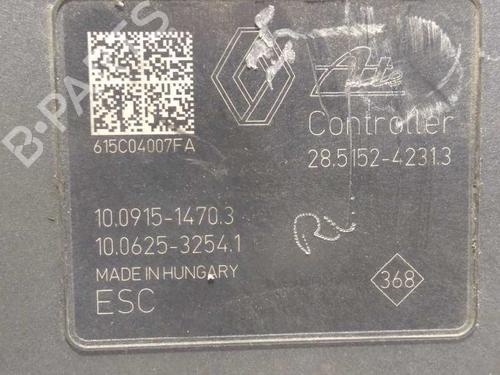 Ate
Controller
28.5152-4231.3
615C04007FA
10.0915-1470.3
10.0625-3254.1
MADE IN HUNGARY
ESC
368
B-PARTS